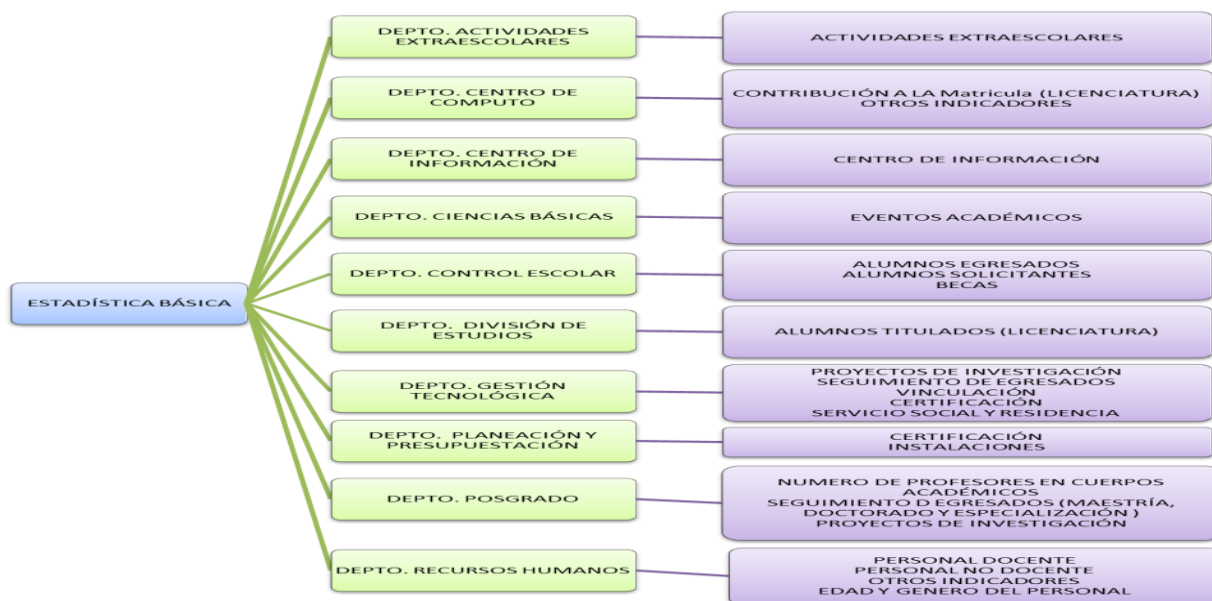 ESTADÍSTICA BÁSICA
DEPTO. ACTIVIDADES
EXTRAESCOLARES
ACTIVIDADES EXTRAESCOLARES
DEPTO. CENTRO DE
COMPUTO
CONTRIBUCIÓN A LA Matricula (LICENCIATURA)
OTROS INDICADORES
DEPTO. CENTRO DE
INFORMACIÓN
CENTRO DE INFORMACIÓN
DEPTO. CIENCIAS BÁSICAS
EVENTOS ACADÉMICOS
DEPTO. CONTROL ESCOLAR
ALUMNOS EGRESADOS
ALUMNOS SOLICITANTES
BECAS
DEPTO. DIVISIÓN DE
ESTUDIOS
ALUMNOS TITULADOS (LICENCIATURA)
DEPTO. GESTIÓN
TECNOLÓGICA
PROYECTOS DE INVESTIGACIÓN
SEGUIMIENTO DE EGRESADOS
VINCULACIÓN
CERTIFICACIÓN
SERVICIO SOCIAL Y RESIDENCIA
DEPTO. PLANEACIÓN Y
PRESUPUESTACIÓN
CERTIFICACIÓN
INSTALACIONES
DEPTO. POSGRADO
NUMERO DE PROFESORES EN CUERPOS
ACADÉMICOS
SEGUIMIENTO D EGRESADOS (MAESTRÍA,
DOCTORADO Y ESPECIALIZACIÓN )
PROYECTOS DE INVESTIGACIÓN
DEPTO. RECURSOS HUMANOS
PERSONAL DOCENTE
PERSONAL NO DOCENTE
OTROS INDICADORES
EDAD Y GENERO DEL PERSONAL